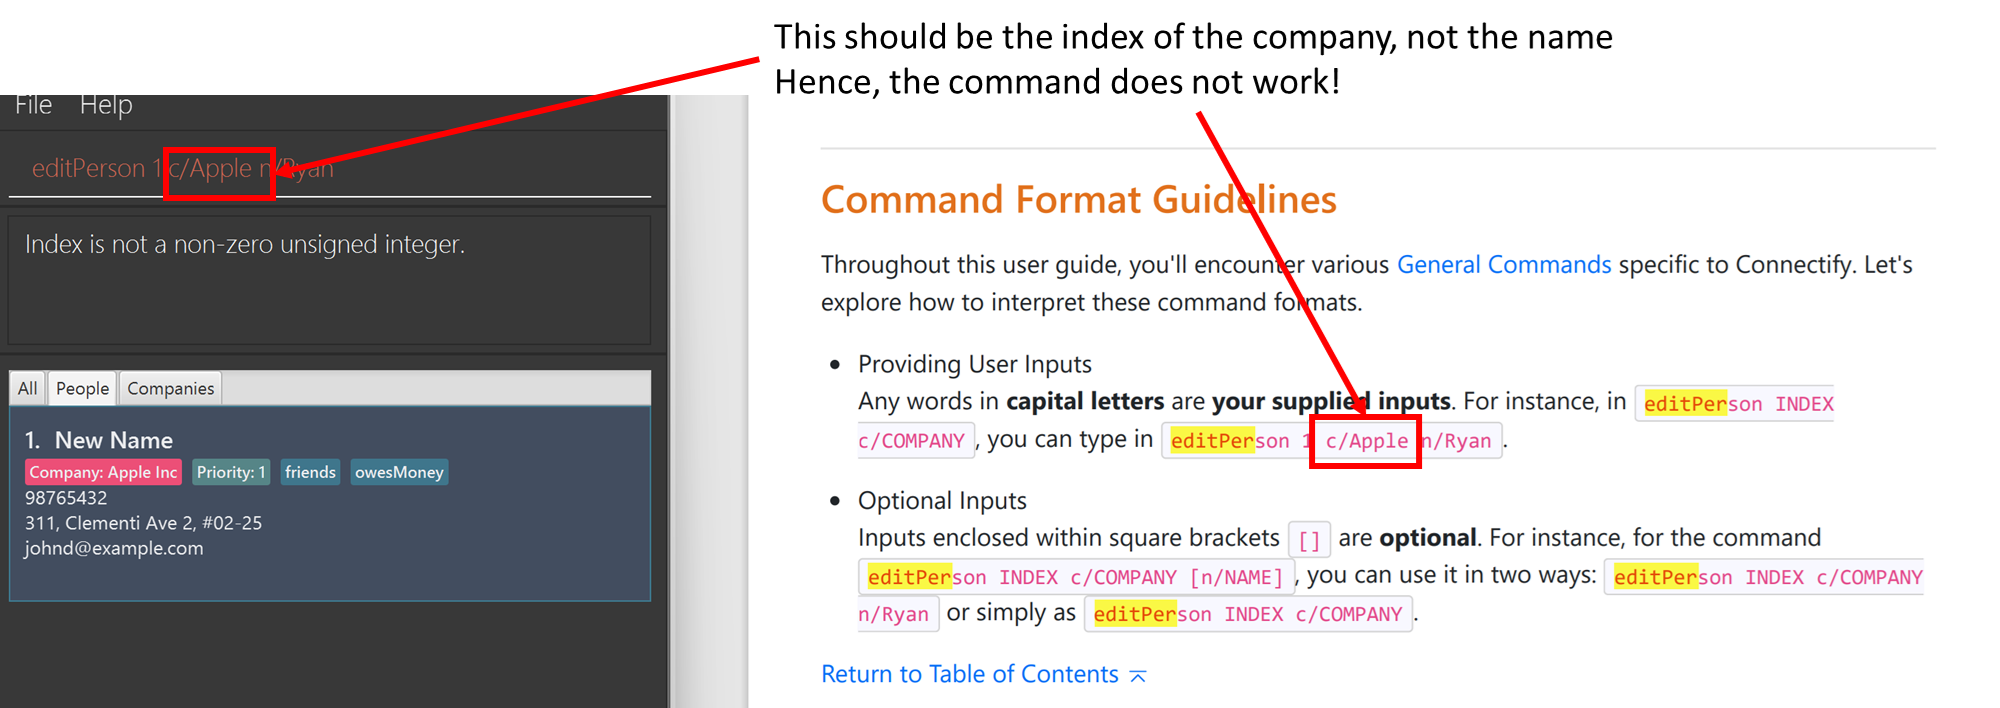 This should be the index of the company, not the name
Hence, the command does not work!
File Help
editPerson 1 c/Apple n/Ryan
Index is not a non-zero unsigned integer.
All People Companies
1. New Name
Company: Apple Inc Priority: 1 friends owesMoney
98765432
311, Clementi Ave 2, #02-25
johnd@example.com
Command Format Guidelines
Throughout this user guide, you'll encounter various General Commands specific to Connectify. Let's
explore how to interpret these command formats.
• Providing User Inputs
Any words in capital letters are your supplied inputs. For instance, in editPerson INDEX
c/COMPANY , you can type in editPerson 1 c/Apple n/Ryan .
• Optional Inputs
Inputs enclosed within square brackets [] are optional. For instance, for the command
editPerson INDEX c/COMPANY [n/NAME] , you can use it in two ways: editPerson INDEX c/COMPANY
n/Ryan or simply as editPerson INDEX c/COMPANY .
Return to Table of Contents